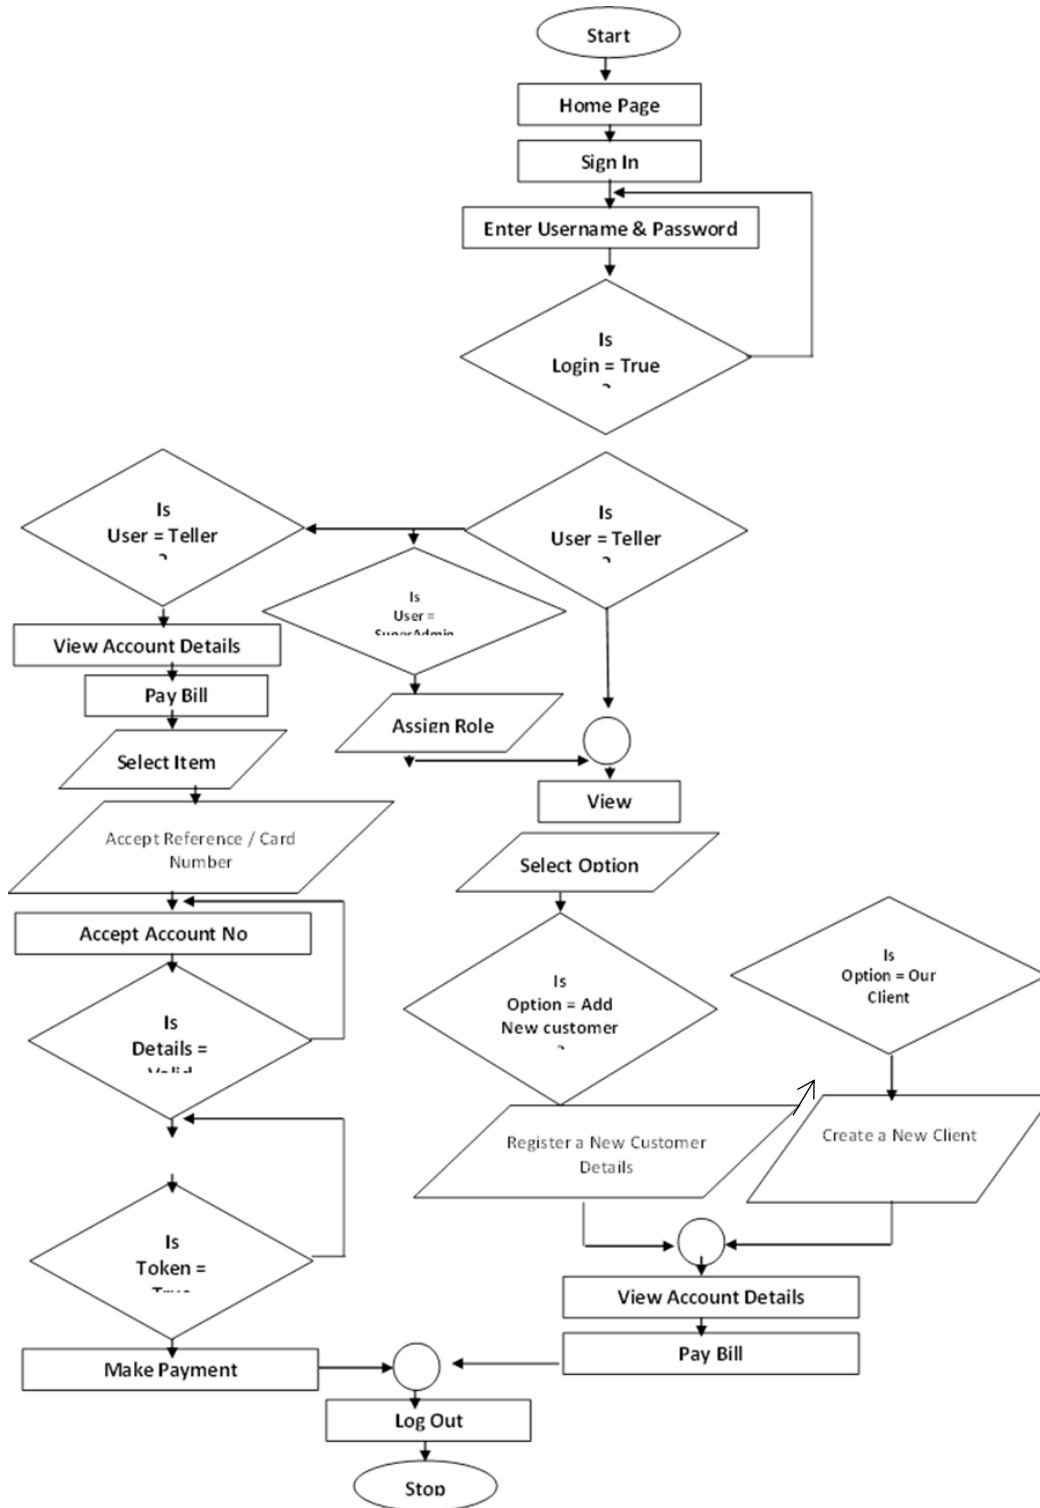 Start
Home Page
Sign In
Enter Username & Password
Is
Login = True
?
Is
User = Teller
?
Is
User = Teller
?
Is
User =
SuperAdmin
View Account Details
Pay Bill
Assign Role
Select Item
View
Accept Reference / Card
Number
Select Option
Accept Account No
Is
Option = Our
Client
Is
Option = Add
New customer
?
Is
Details =
Valid
Register a New Customer
Details
Create a New Client
Is
Token =
True
View Account Details
Pay Bill
Make Payment
Log Out
Stop